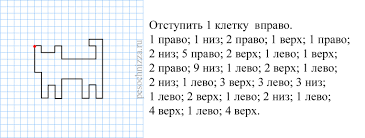 Отступить 1 клетку вправо.
1 право; 1 низ; 2 право; 1 верх; 1 право;
2 низ; 5 право; 2 верх; 1 лево; 1 верх;
2 право; 9 низ; 1 лево; 2 верх; 1 лево;
2 низ; 1 лево; 3 верх; 3 лево; 3 низ;
1 лево; 2 верх; 1 лево; 2 низ; 1 лево;
4 верх; 1 лево; 4 верх.
pesochnizza.ru